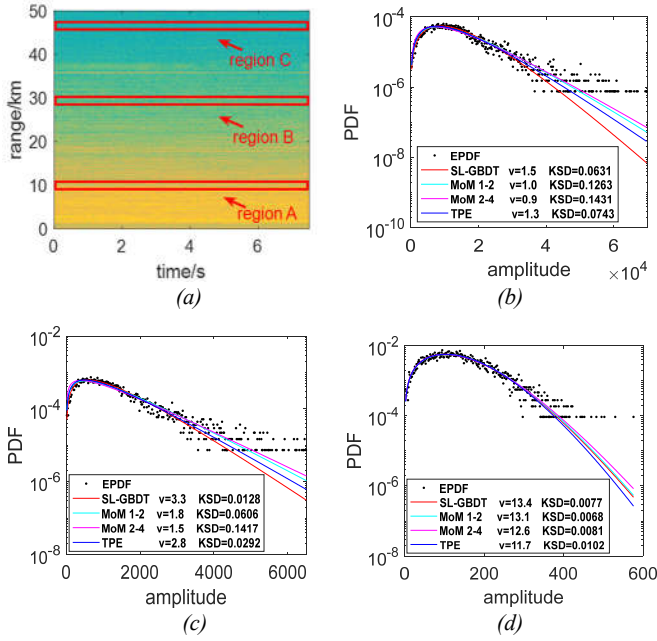 50
40
30
20
10
0
range/km
region C
region B
region A
0 2 4 6
time/s
(a)
10^-4
10^-6
10^-8
10^-10
PDF
EPDF
SL-GBDT v=1.5 KSD=0.0631
MoM 1-2 v=1.0 KSD=0.1263
MoM 2-4 v=0.9 KSD=0.1431
TPE v=1.3 KSD=0.0743
0 2 4 6
amplitude
×10^4
(b)
10^-2
10^-4
10^-6
10^-8
PDF
EPDF
SL-GBDT v=3.3 KSD=0.0128
MoM 1-2 v=1.8 KSD=0.0606
MoM 2-4 v=1.5 KSD=0.1417
TPE v=2.8 KSD=0.0292
0 2000 4000 6000
amplitude
(c)
10^-2
10^-4
10^-6
10^-8
PDF
EPDF
SL-GBDT v=13.4 KSD=0.0077
MoM 1-2 v=13.1 KSD=0.0068
MoM 2-4 v=12.6 KSD=0.0081
TPE v=11.7 KSD=0.0102
0 200 400 600
amplitude
(d)